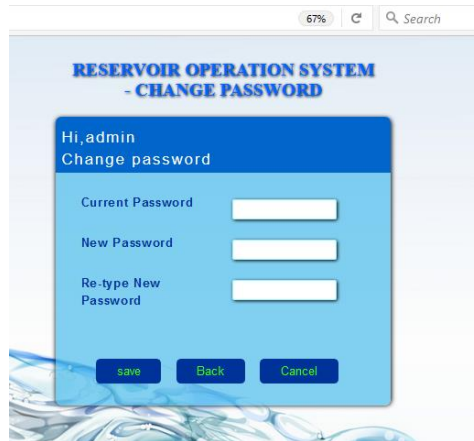 67%
Search
RESERVOIR OPERATION SYSTEM
- CHANGE PASSWORD
Hi,admin
Change password
Current Password
New Password
Re-type New
Password
save Back Cancel